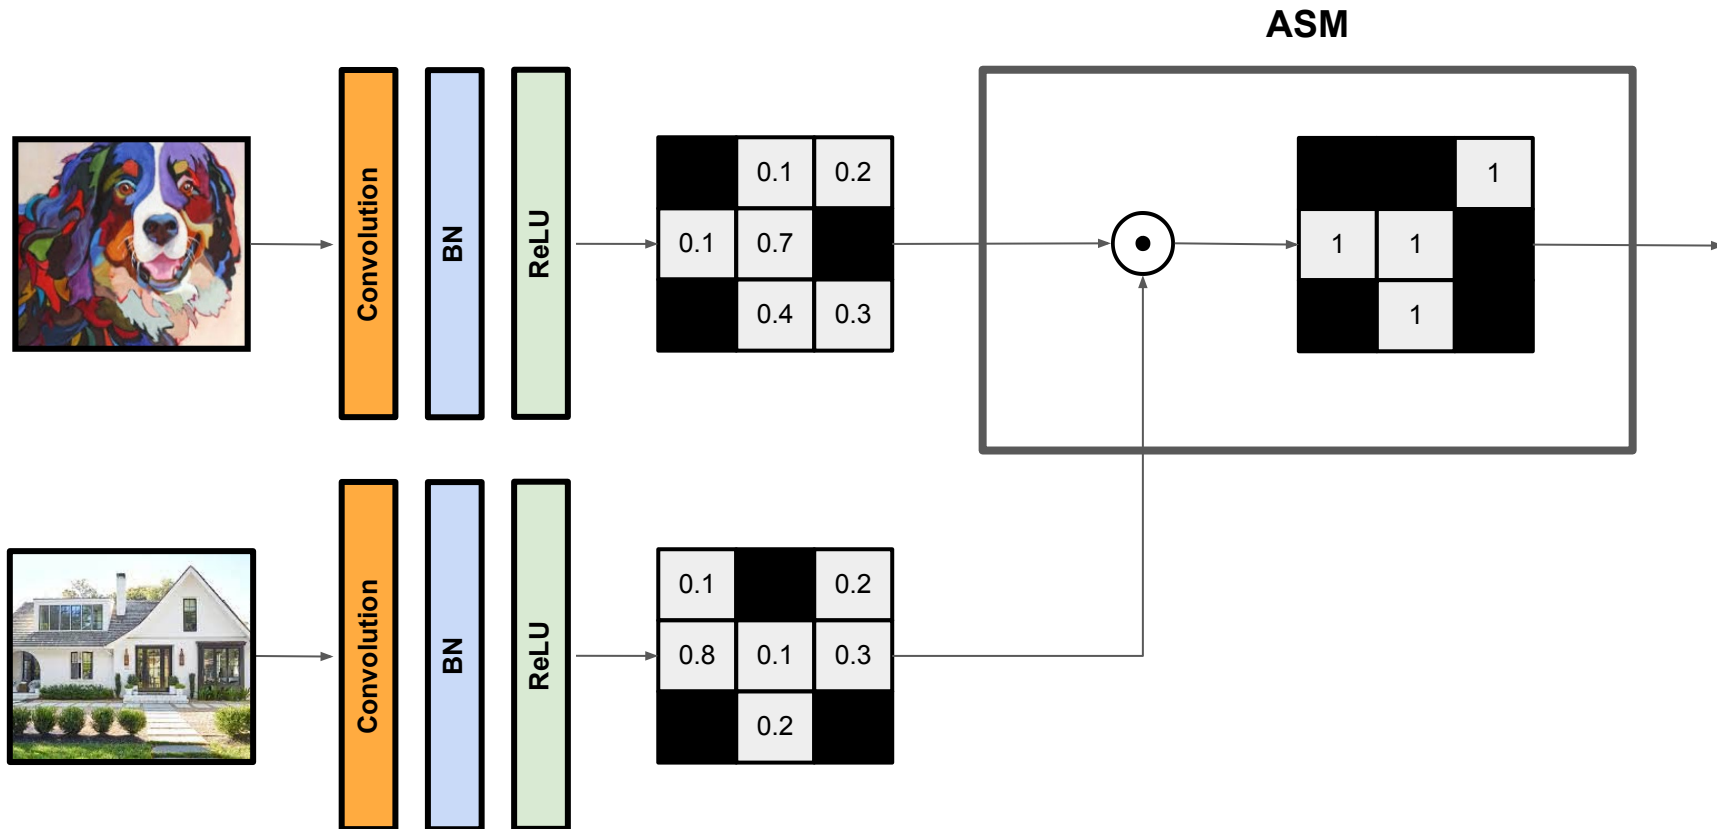 ASM
Convolution
BN
ReLU
0.1 0.2
0.1 0.7
0.4 0.3
1
1 1
1
Convolution
BN
ReLU
0.1 0.2
0.8 0.1 0.3
0.2